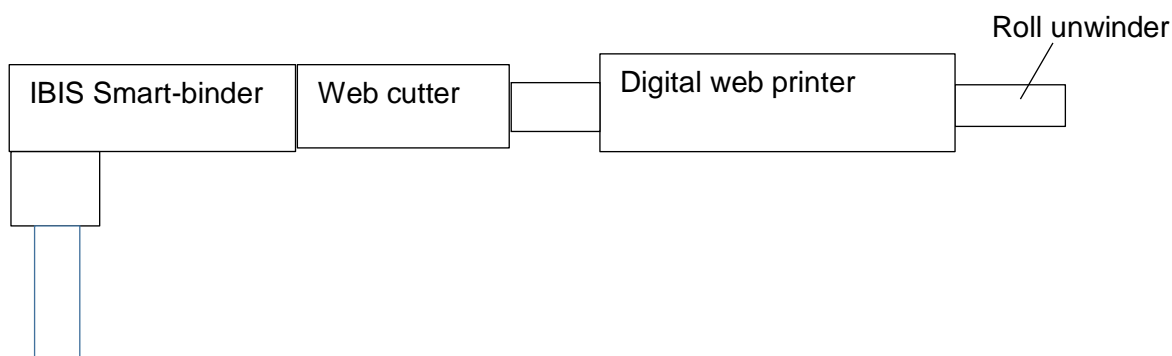 Roll unwinder
IBIS Smart-binder
Web cutter
Digital web printer